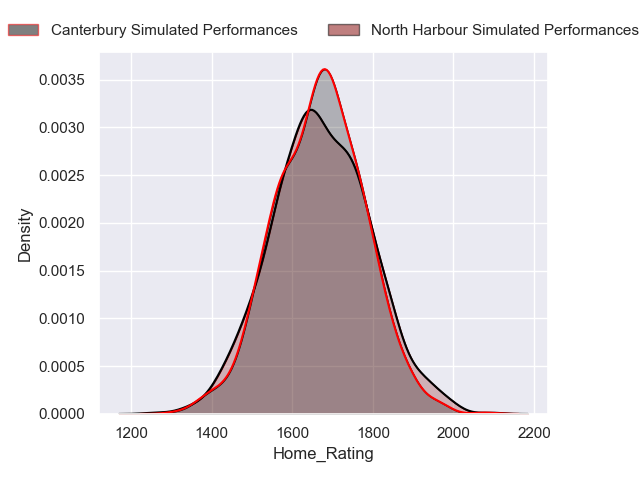 Canterbury Simulated Performances North Harbour Simulated Performances
0.0035
0.0030
0.0025
0.0020
0.0015
0.0010
0.0005
0.0000
Density
1200 1400 1600 1800 2000 2200
Home_Rating